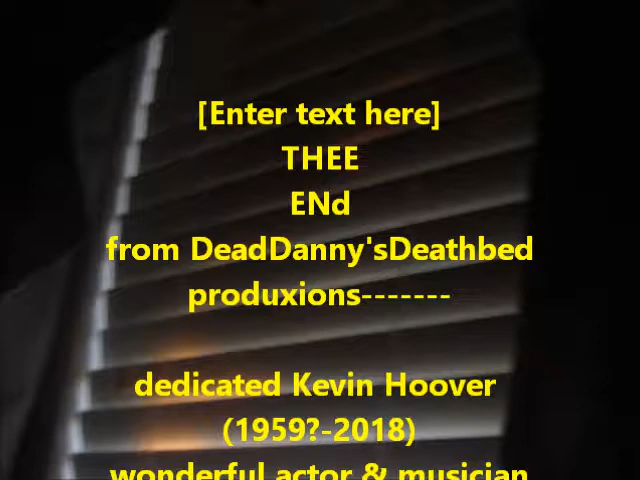 [Enter text here]
THEE
ENd
from DeadDanny'sDeathbed
produxions-------
dedicated Kevin Hoover
(1959?-2018)
wonderful actor & musician